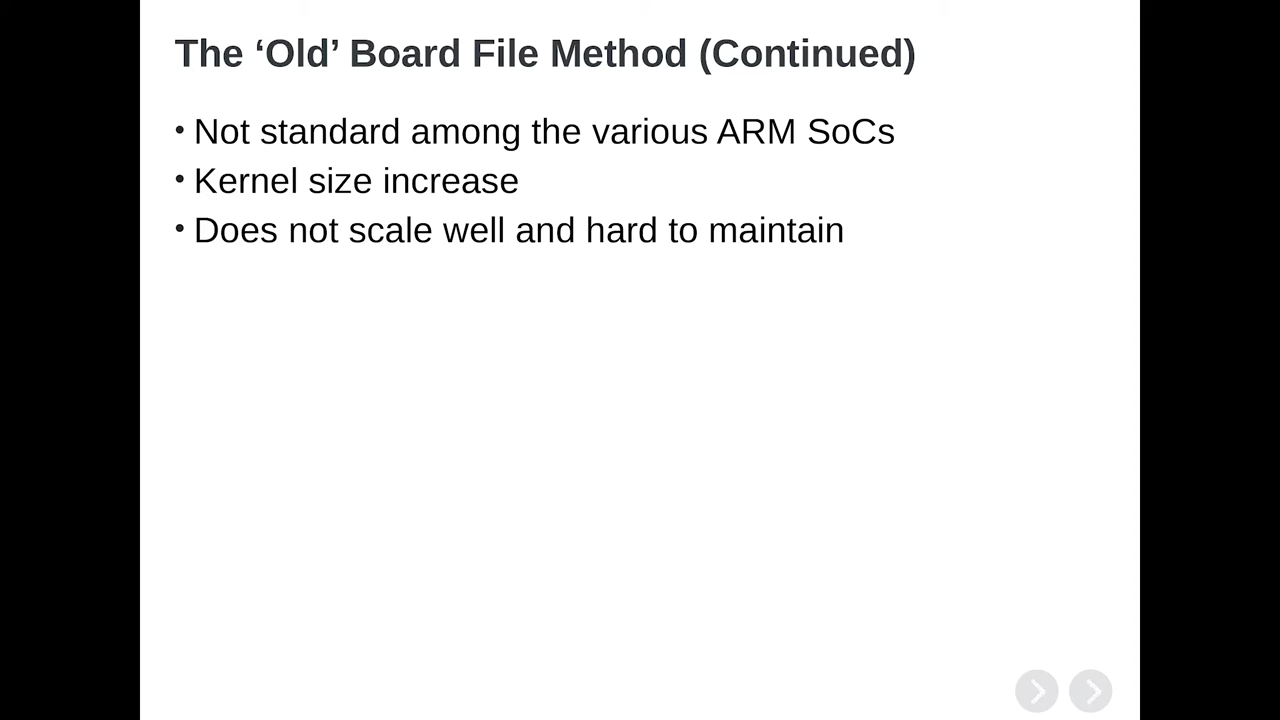 The ‘Old’ Board File Method (Continued)
• Not standard among the various ARM SoCs
• Kernel size increase
• Does not scale well and hard to maintain